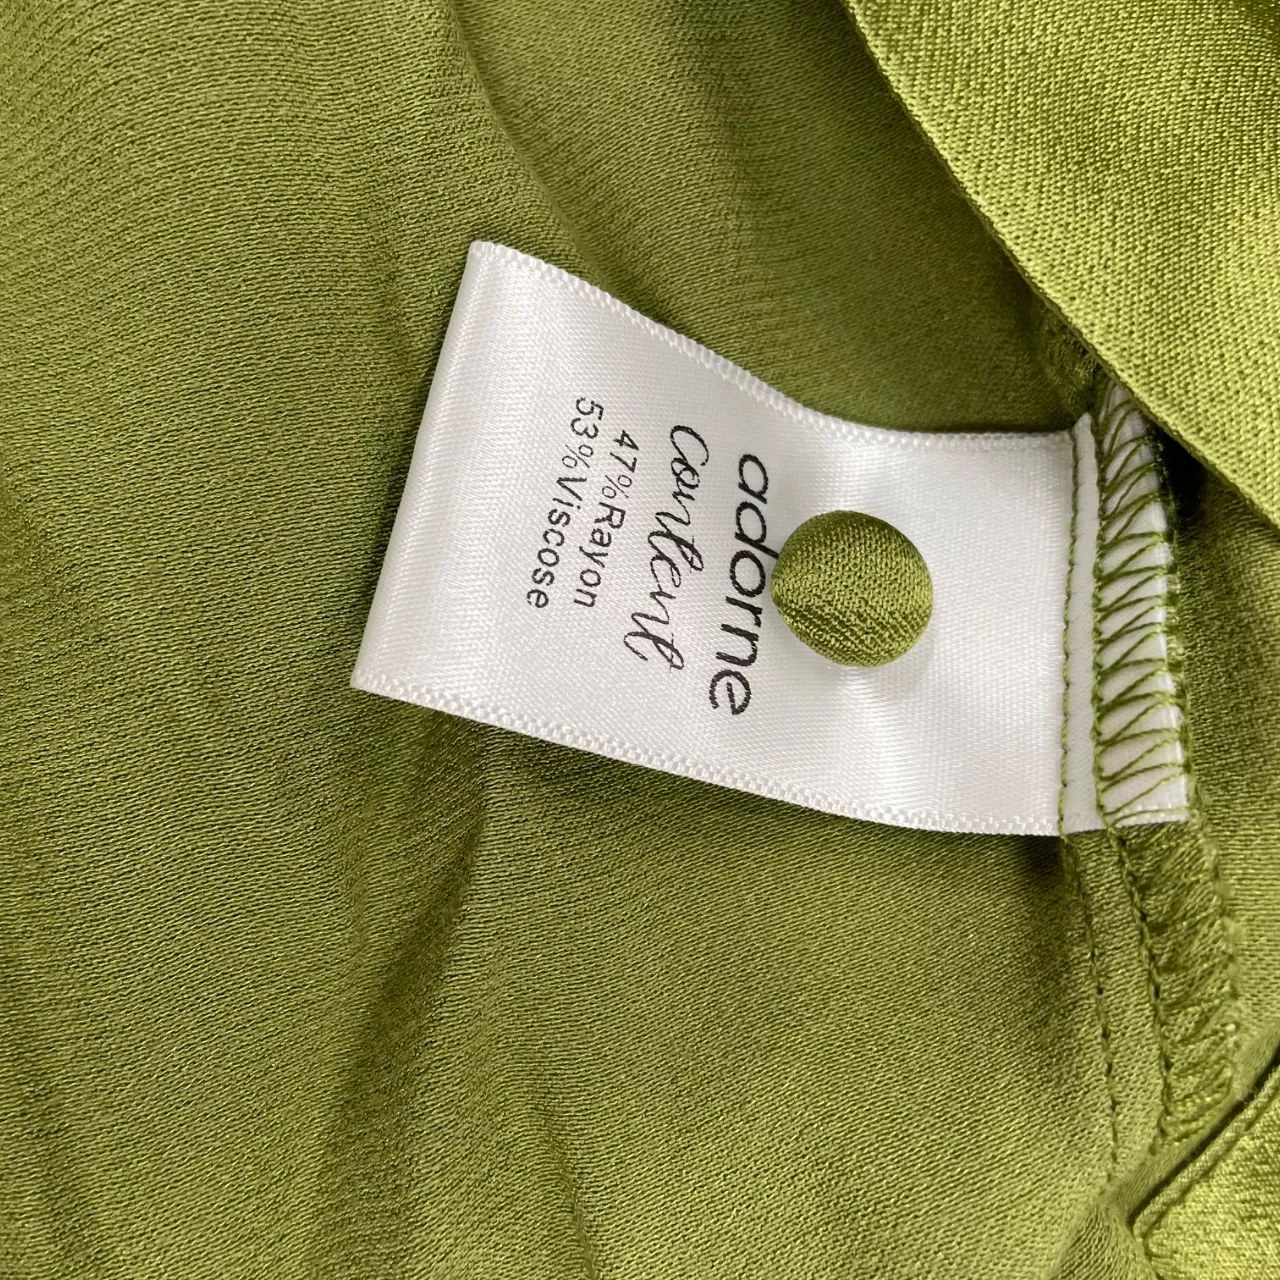 adorne
Content
47%Rayon
53%Viscose